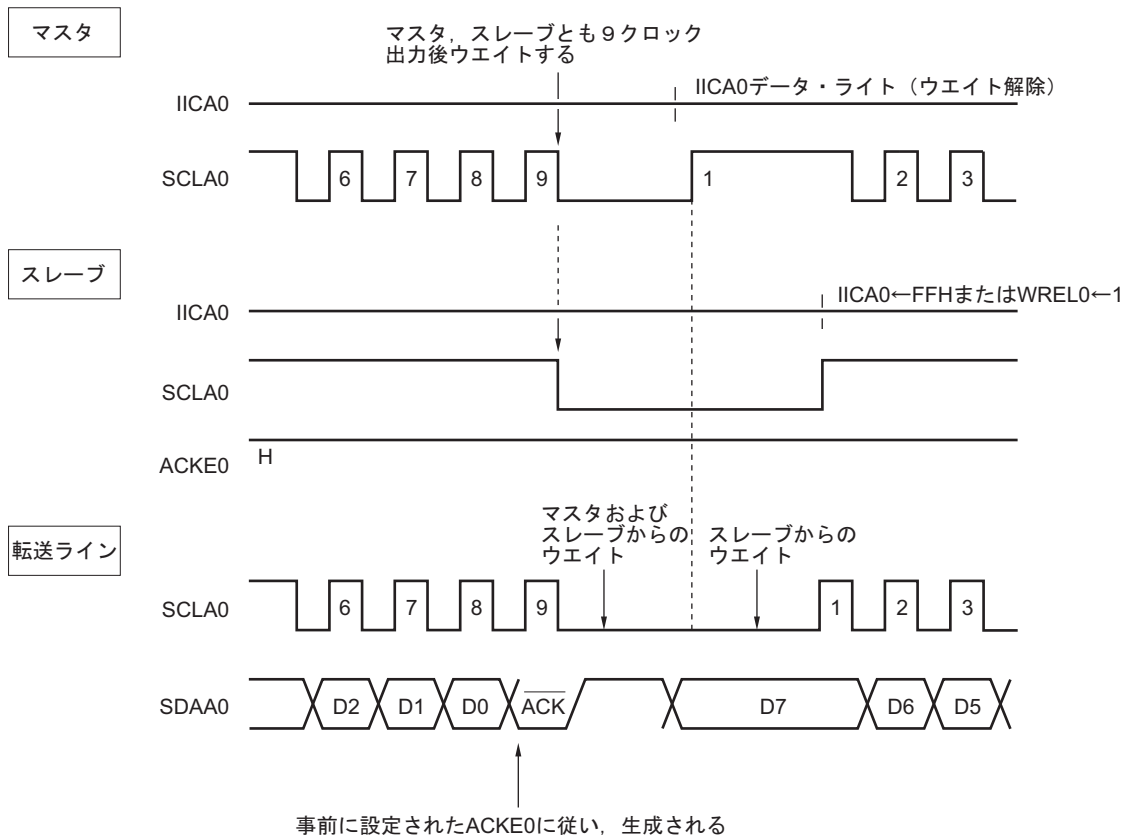 マスタ
マスタ，スレーブとも９クロック
出力後ウエイトする
IICA0
IICA0データ・ライト（ウエイト解除）
SCLA0
6 7 8 9 1 2 3
スレーブ
IICA0
IICA0←FFHまたはWREL0←1
SCLA0
ACKE0
H
転送ライン
マスタおよび
スレーブからの
ウエイト
スレーブからの
ウエイト
SCLA0
6 7 8 9 1 2 3
SDAA0
D2 D1 D0 ACK D7 D6 D5
事前に設定されたACKE0に従い，生成される